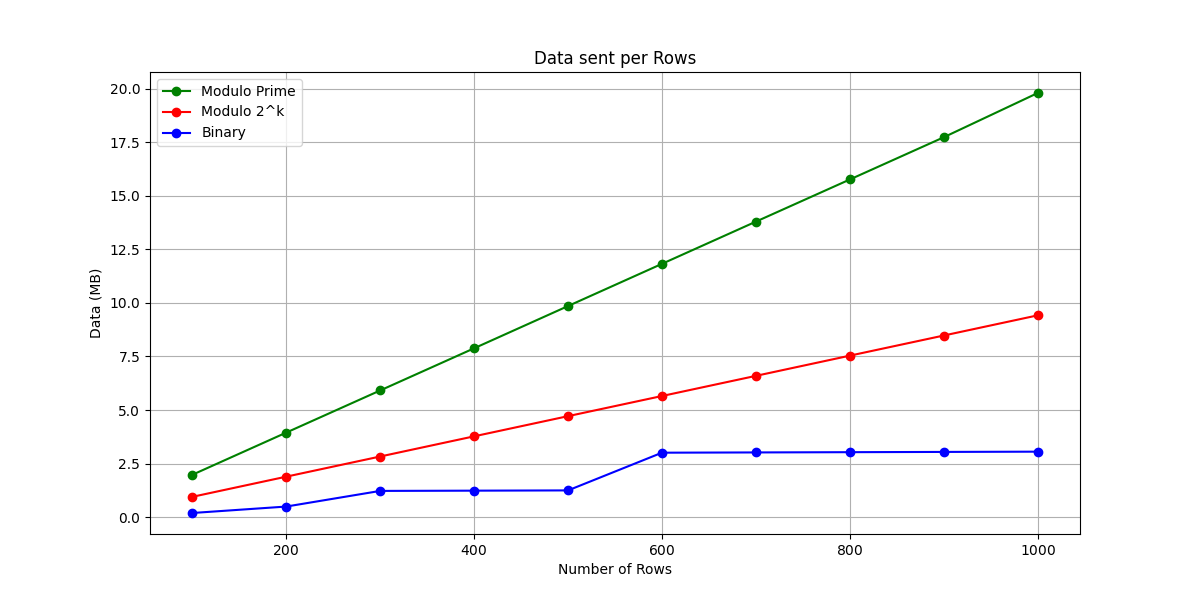 Data sent per Rows
Modulo Prime
Modulo 2^k
Binary
20.0
17.5
15.0
12.5
10.0
7.5
5.0
2.5
0.0
Data (MB)
200
400
600
800
1000
Number of Rows